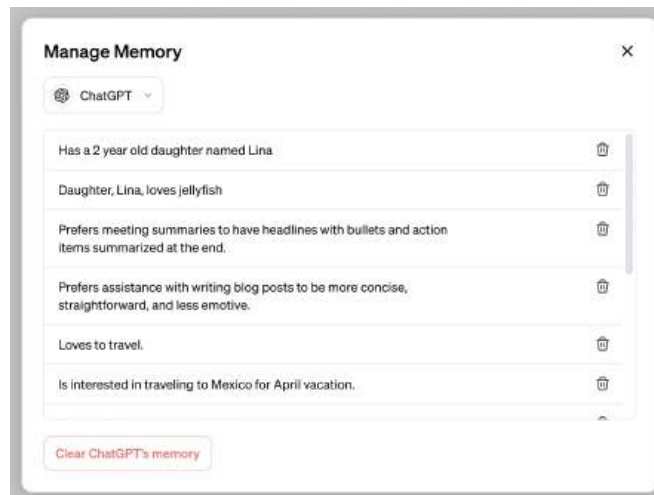 Manage Memory
ChatGPT
Has a 2 year old daughter named Lina
Daughter, Lina, loves jellyfish
Prefers meeting summaries to have headlines with bullets and action
items summarized at the end.
Prefers assistance with writing blog posts to be more concise,
straightforward, and less emotive.
Loves to travel.
Is interested in traveling to Mexico for April vacation.
Clear ChatGPT's memory